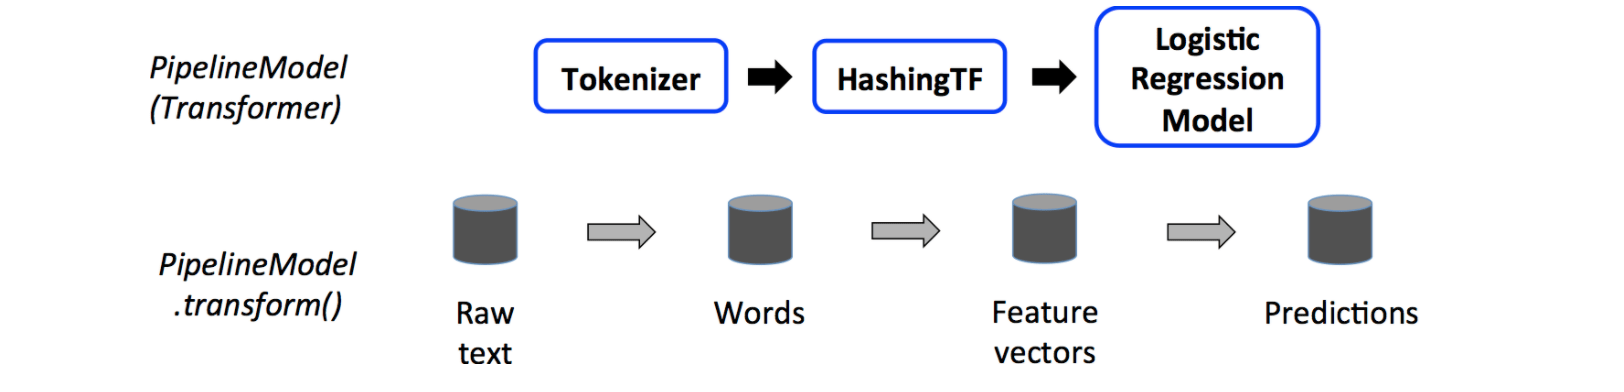 PipelineModel
(Transformer)
Tokenizer
HashingTF
Logistic
Regression
Model
PipelineModel
.transform()
Raw
text
Words
Feature
vectors
Predictions